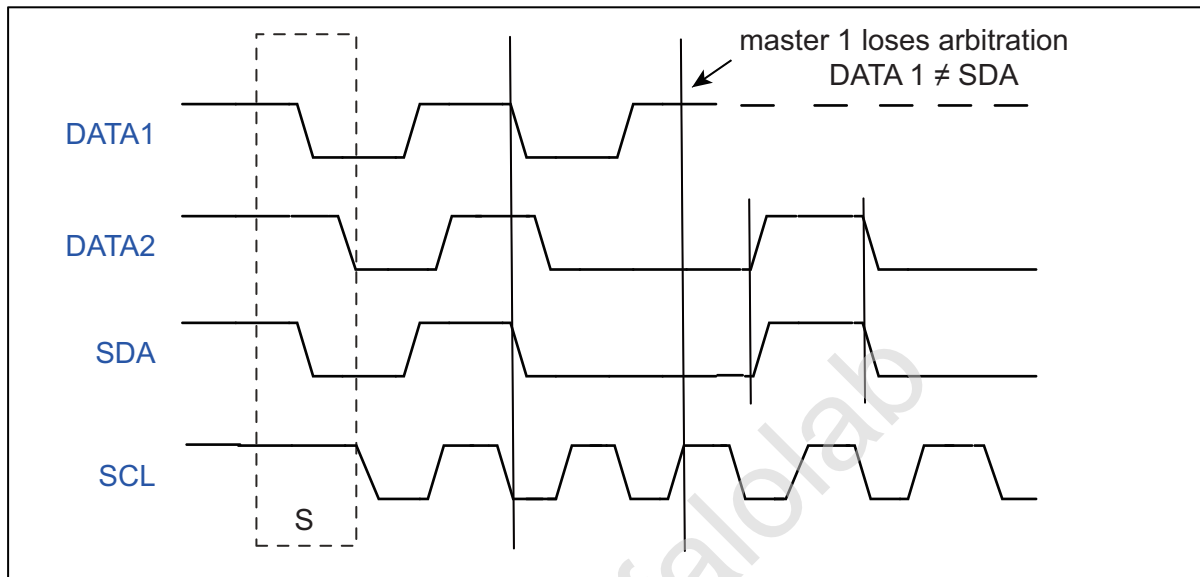 master 1 loses arbitration
DATA 1 ≠ SDA
DATA1
DATA2
SDA
SCL
S